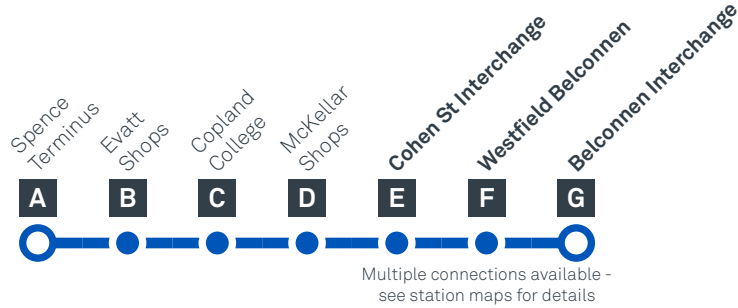 Spence
Terminus
Evatt
Shops
Copland
College
McKellar
Shops
Cohen St Interchange
Westfield Belconnen
Belconnen Interchange
A
B
C
D
E
F
G
Multiple connections available -
see station maps for details